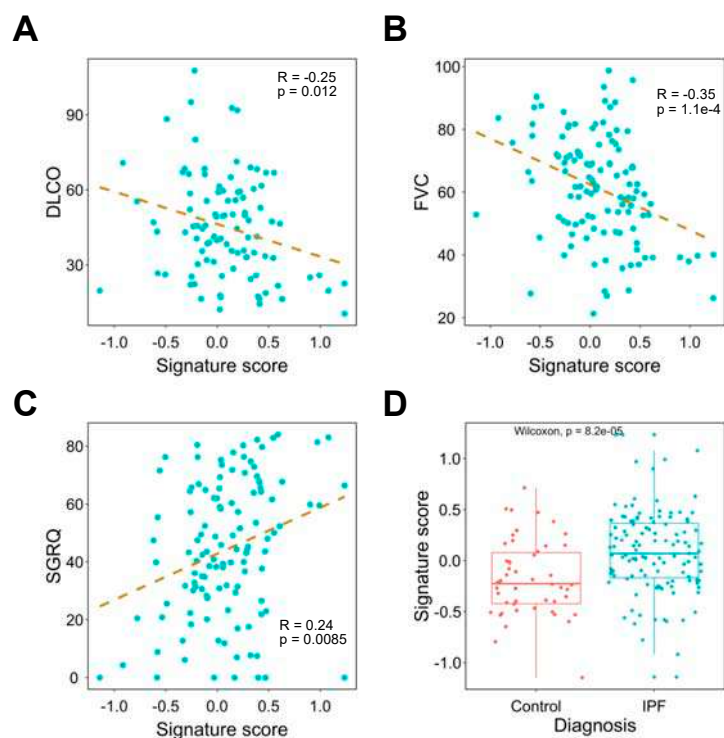 A
R = -0.25
p = 0.012
DLCO
90
60
30
-1.0 -0.5 0.0 0.5 1.0
Signature score
B
R = -0.35
p = 1.1e-4
FVC
100
80
60
40
20
-1.0 -0.5 0.0 0.5 1.0
Signature score
C
R = 0.24
p = 0.0085
SGRQ
80
60
40
20
0
-1.0 -0.5 0.0 0.5 1.0
Signature score
D
Wilcoxon, p = 8.2e-05
Signature score
1.0
0.5
0.0
-0.5
-1.0
Control IPF
Diagnosis